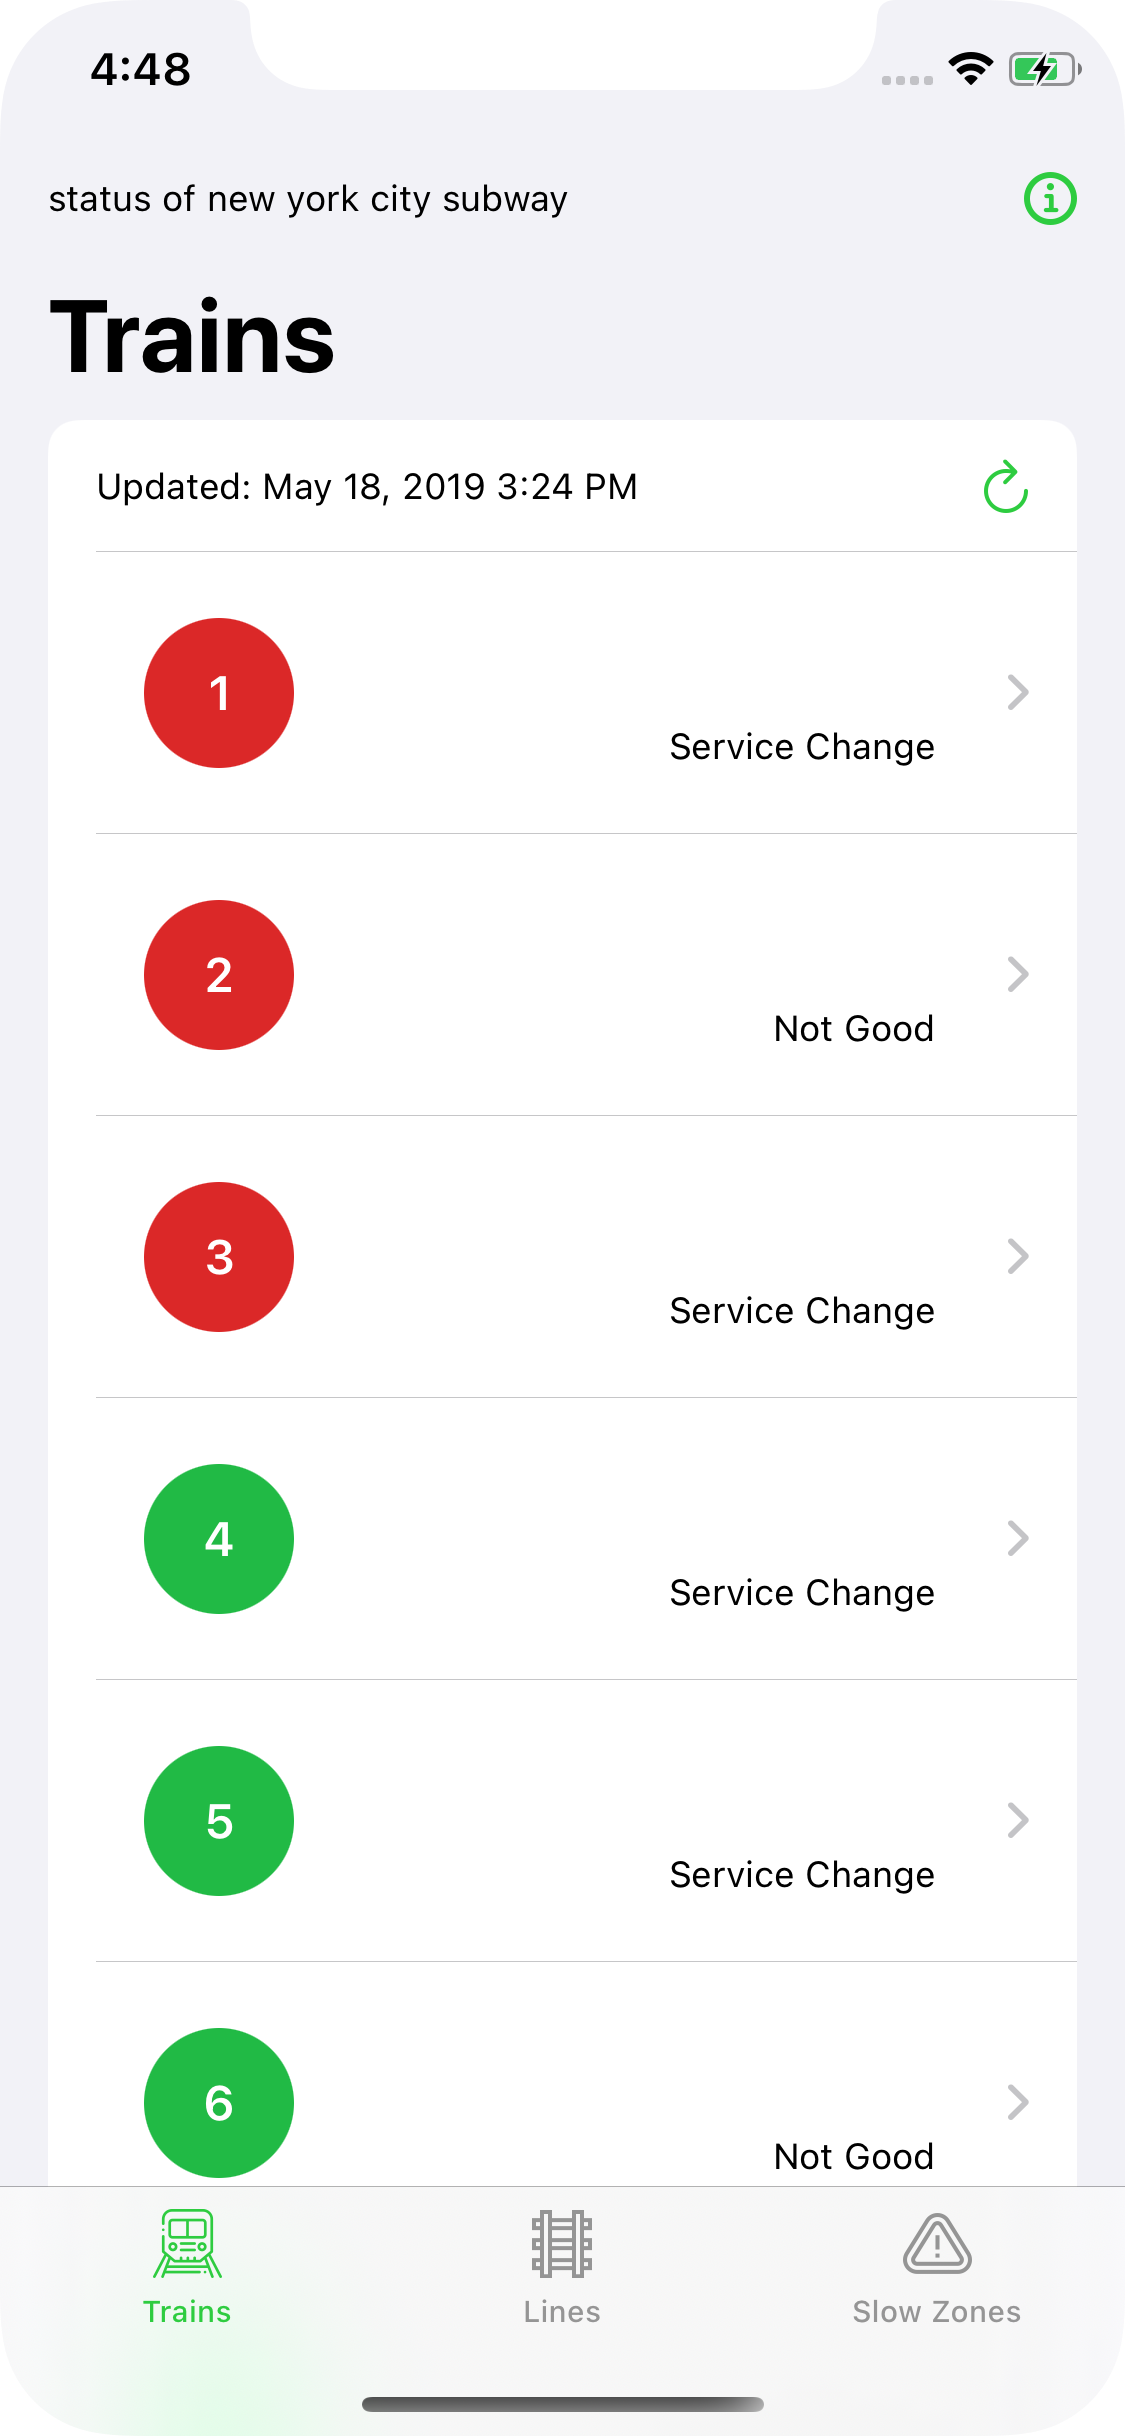 4:48
status of new york city subway
Trains
Updated: May 18, 2019 3:24 PM
1
Service Change
2
Not Good
3
Service Change
4
Service Change
5
Service Change
6
Not Good
Trains
Lines
Slow Zones